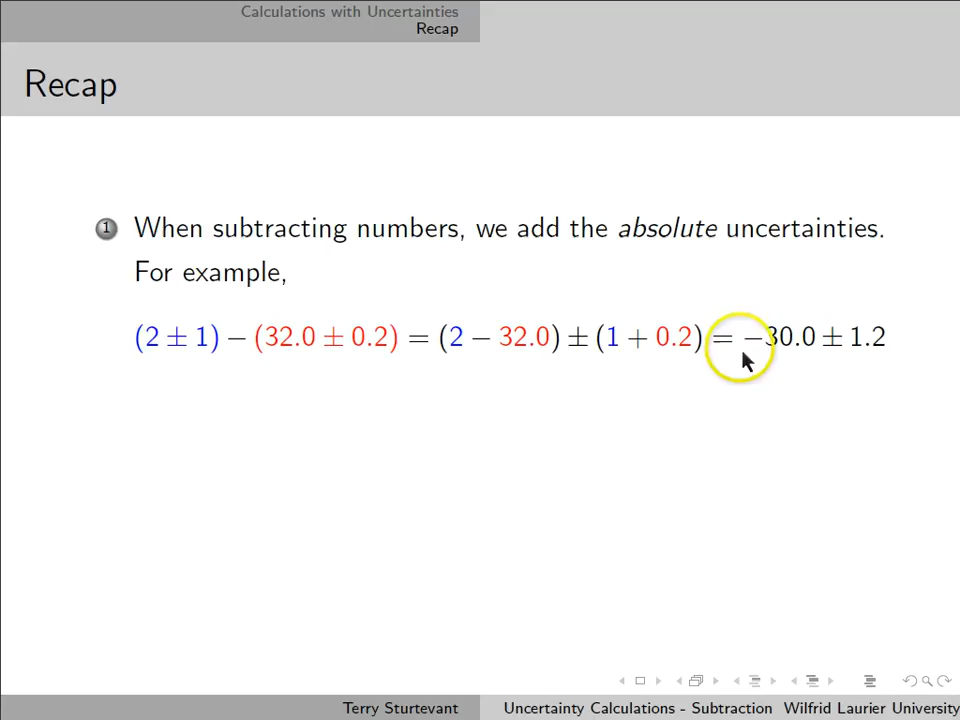 Calculations with Uncertainties
Recap
Recap
1 When subtracting numbers, we add the absolute uncertainties.
For example,
(2 ± 1) − (32.0 ± 0.2) = (2 − 32.0) ± (1 + 0.2) = −30.0 ± 1.2
Terry Sturtevant Uncertainty Calculations - Subtraction Wilfrid Laurier University